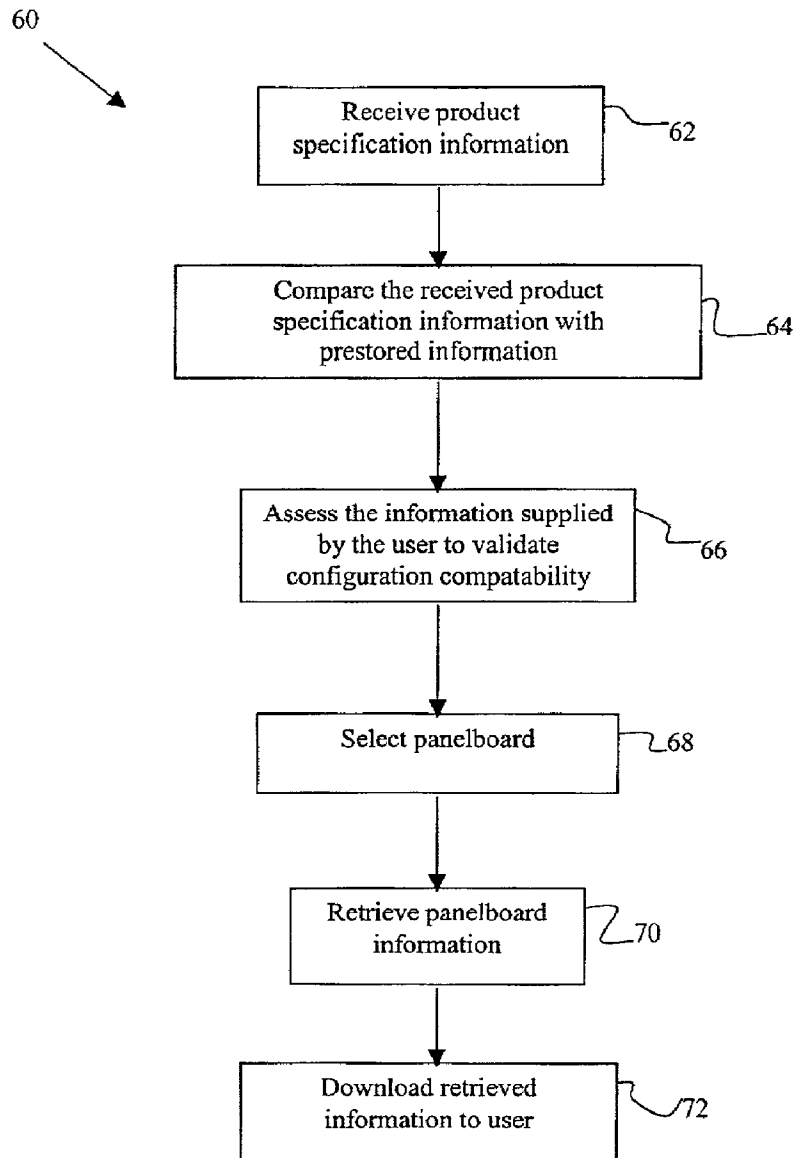 60
Receive product
specification information
62
Compare the received product
specification information with
prestored information
64
Assess the information supplied
by the user to validate
configuration compatability
66
Select panelboard
68
Retrieve panelboard
information
70
Download retrieved
information to user
72